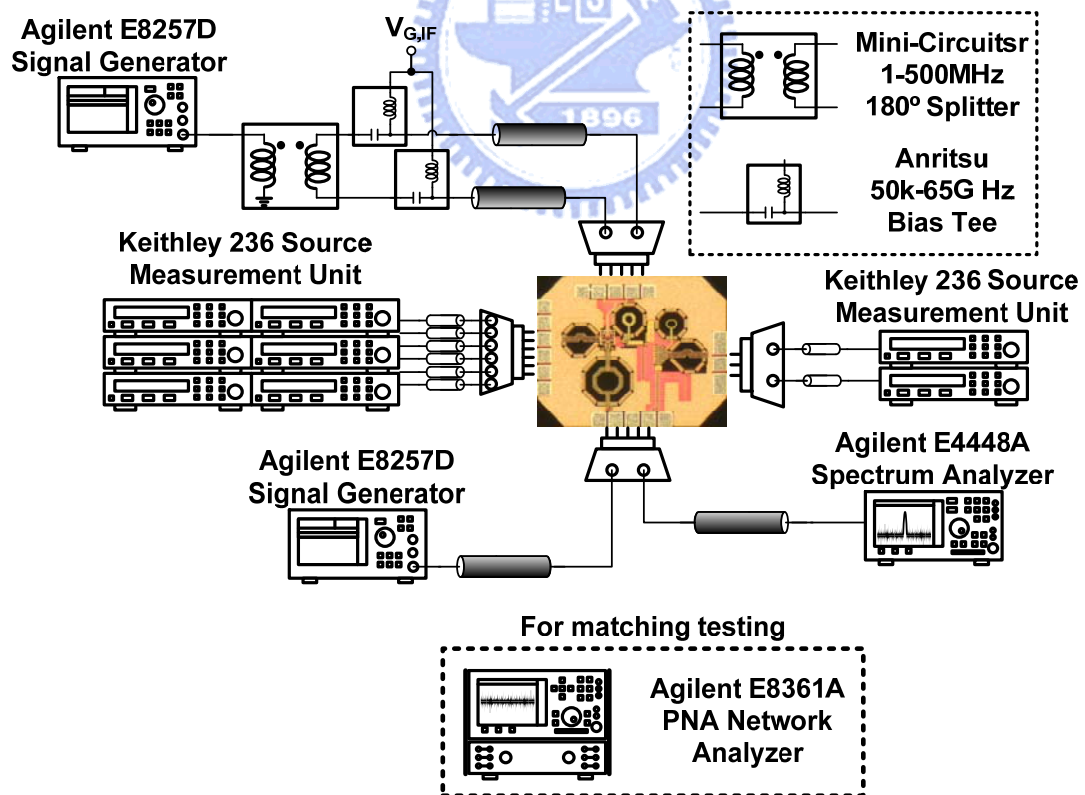 Agilent E8257D
Signal Generator
V_G,IF
Mini-Circuitsr
1-500MHz
180º Splitter
1896
Anritsu
50k-65G Hz
Bias Tee
Keithley 236 Source
Measurement Unit
Keithley 236 Source
Measurement Unit
Agilent E8257D
Signal Generator
Agilent E4448A
Spectrum Analyzer
For matching testing
Agilent E8361A
PNA Network
Analyzer